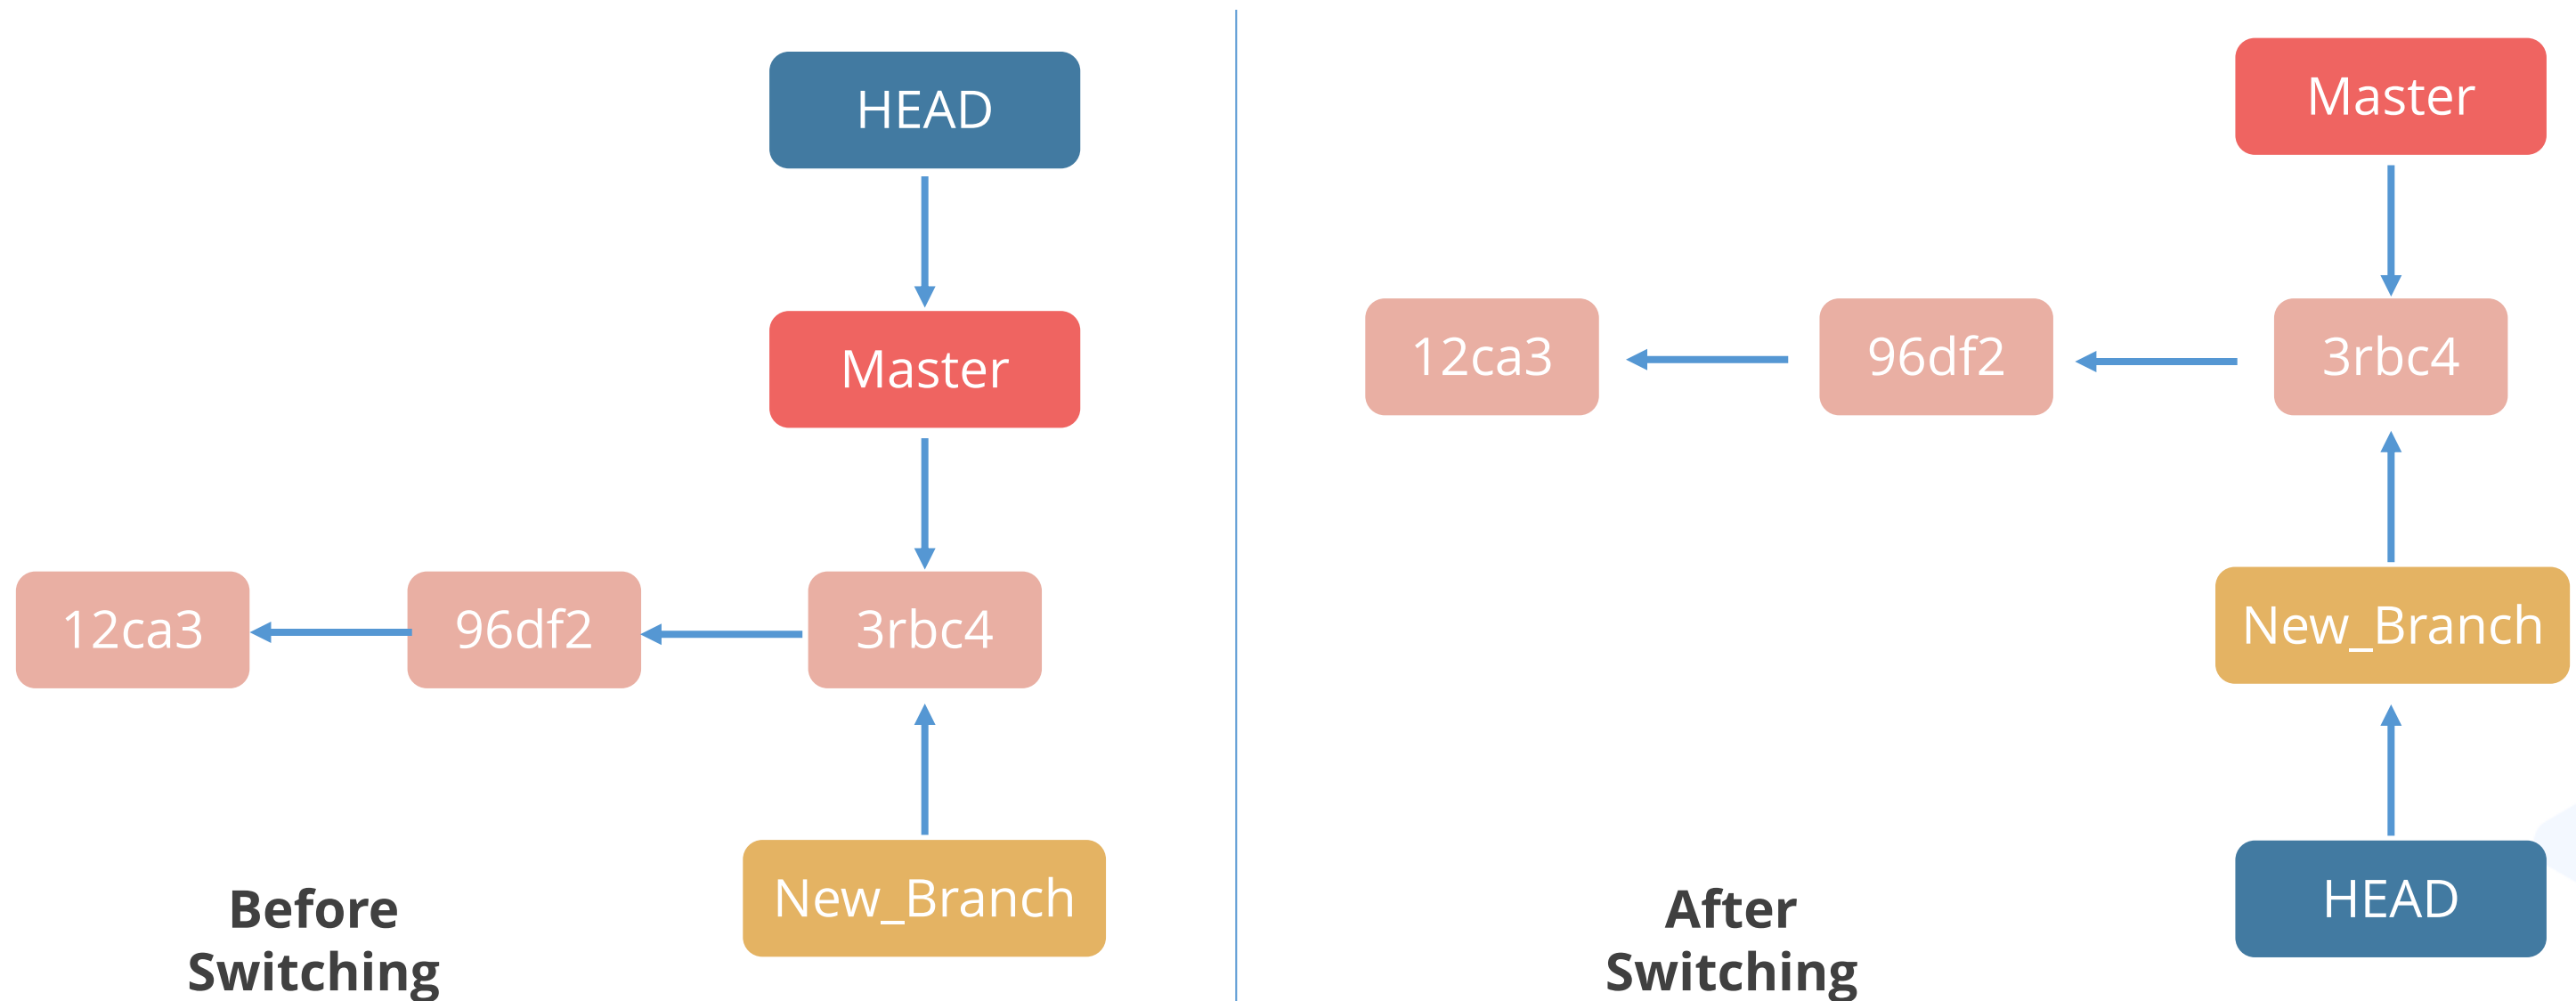 HEAD
Master
12ca3
96df2
3rbc4
New_Branch
Before
Switching
Master
12ca3
96df2
3rbc4
New_Branch
HEAD
After
Switching